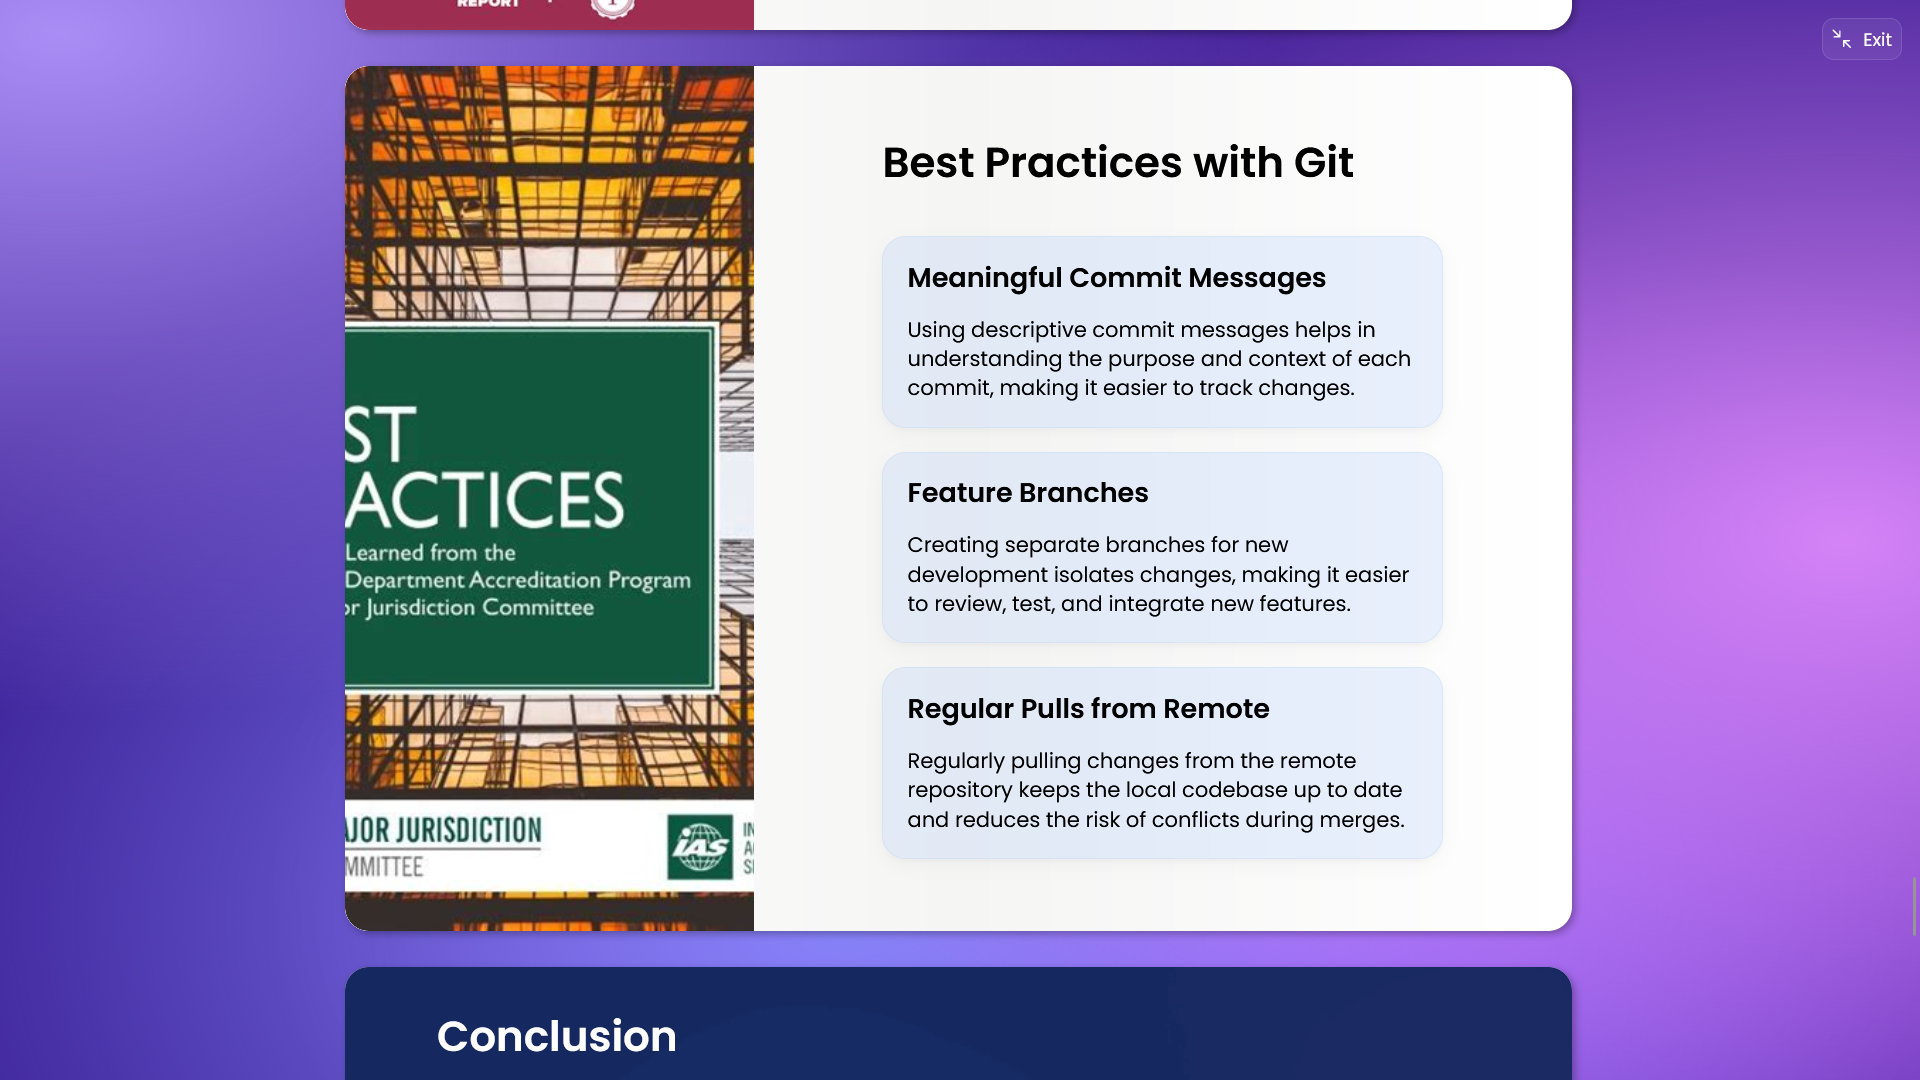 REPORT
Exit
Best Practices with Git
Meaningful Commit Messages
Using descriptive commit messages helps in
understanding the purpose and context of each
commit, making it easier to track changes.
Feature Branches
Creating separate branches for new
development isolates changes, making it easier
to review, test, and integrate new features.
Regular Pulls from Remote
Regularly pulling changes from the remote
repository keeps the local codebase up to date
and reduces the risk of conflicts during merges.
ST
ACTICES
Learned from the
Department Accreditation Program
or Jurisdiction Committee
AJOR JURISDICTION
MMITTEE
IAS
Conclusion